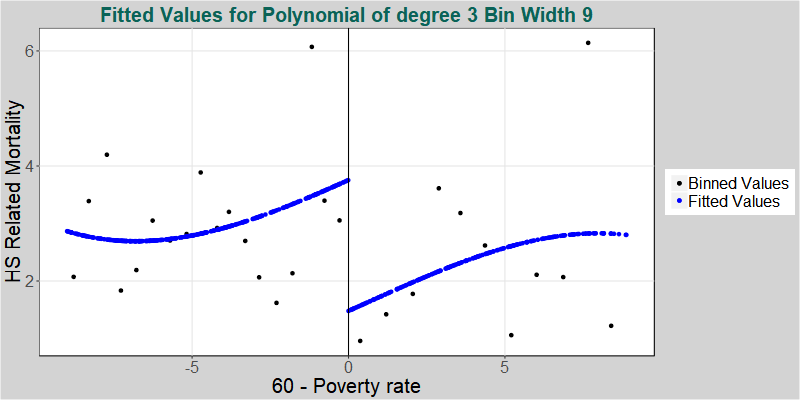 Fitted Values for Polynomial of degree 3 Bin Width 9
HS Related Mortality
6
4
2
-5
0
5
60 - Poverty rate
Binned Values
Fitted Values